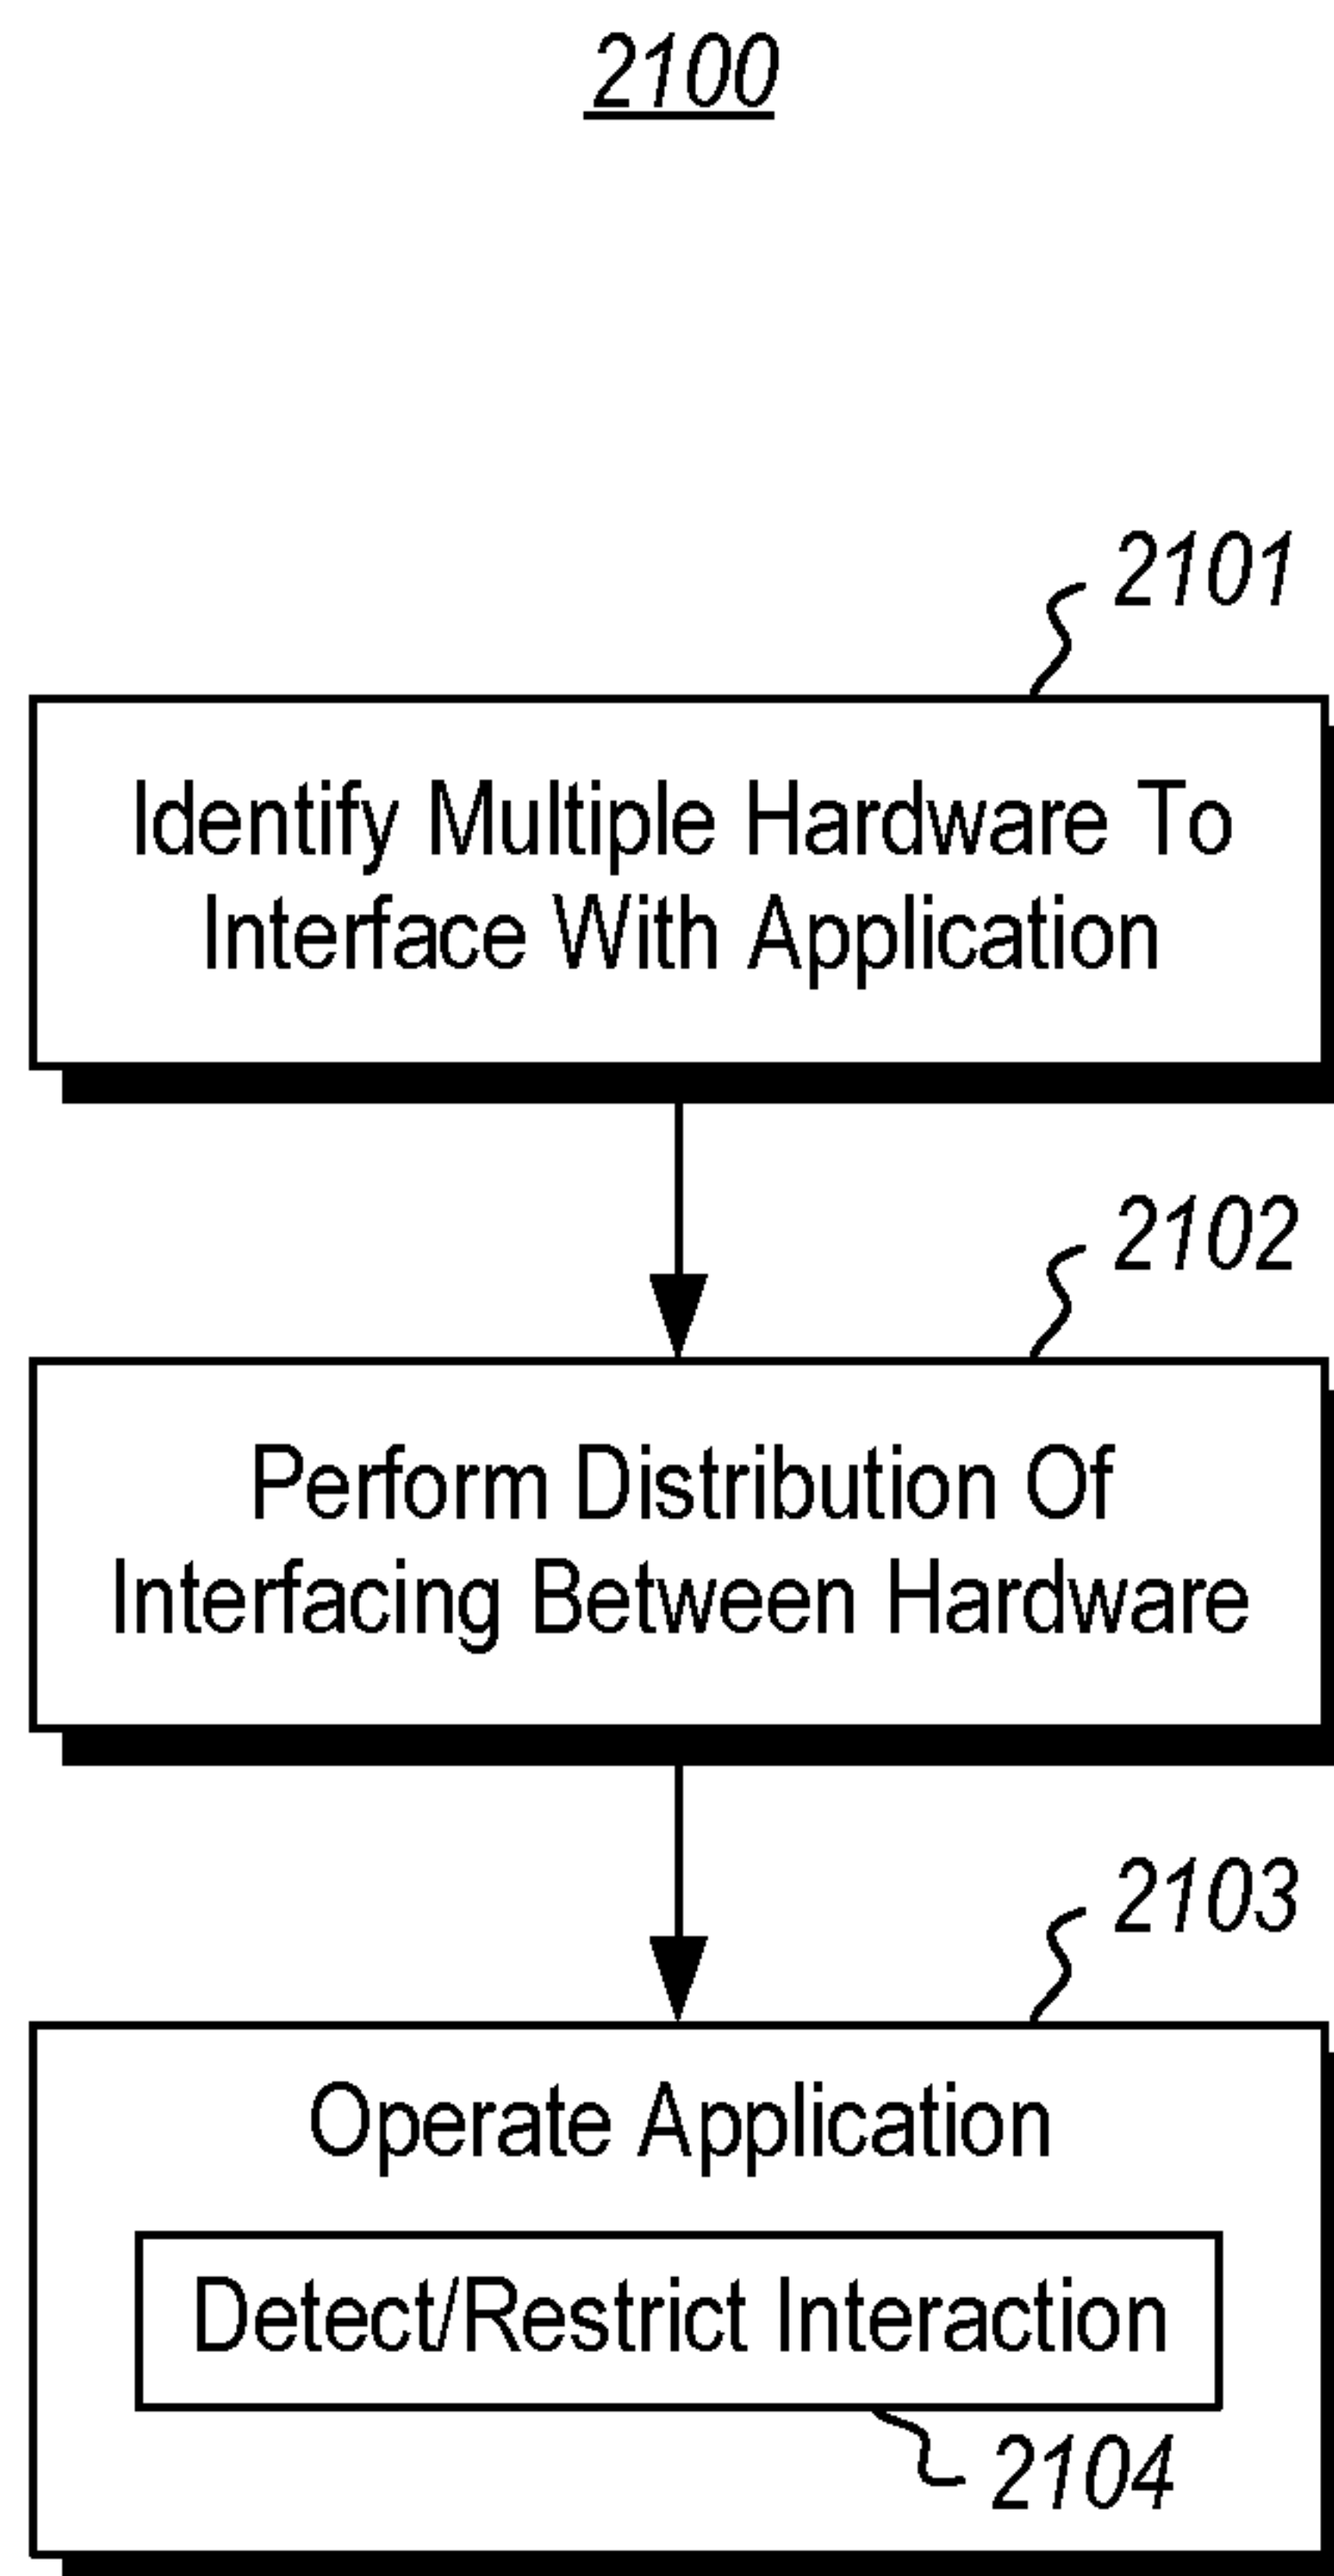 2100
2101
Identify Multiple Hardware To
Interface With Application
2102
Perform Distribution Of
Interfacing Between Hardware
2103
Operate Application
Detect/Restrict Interaction
2104